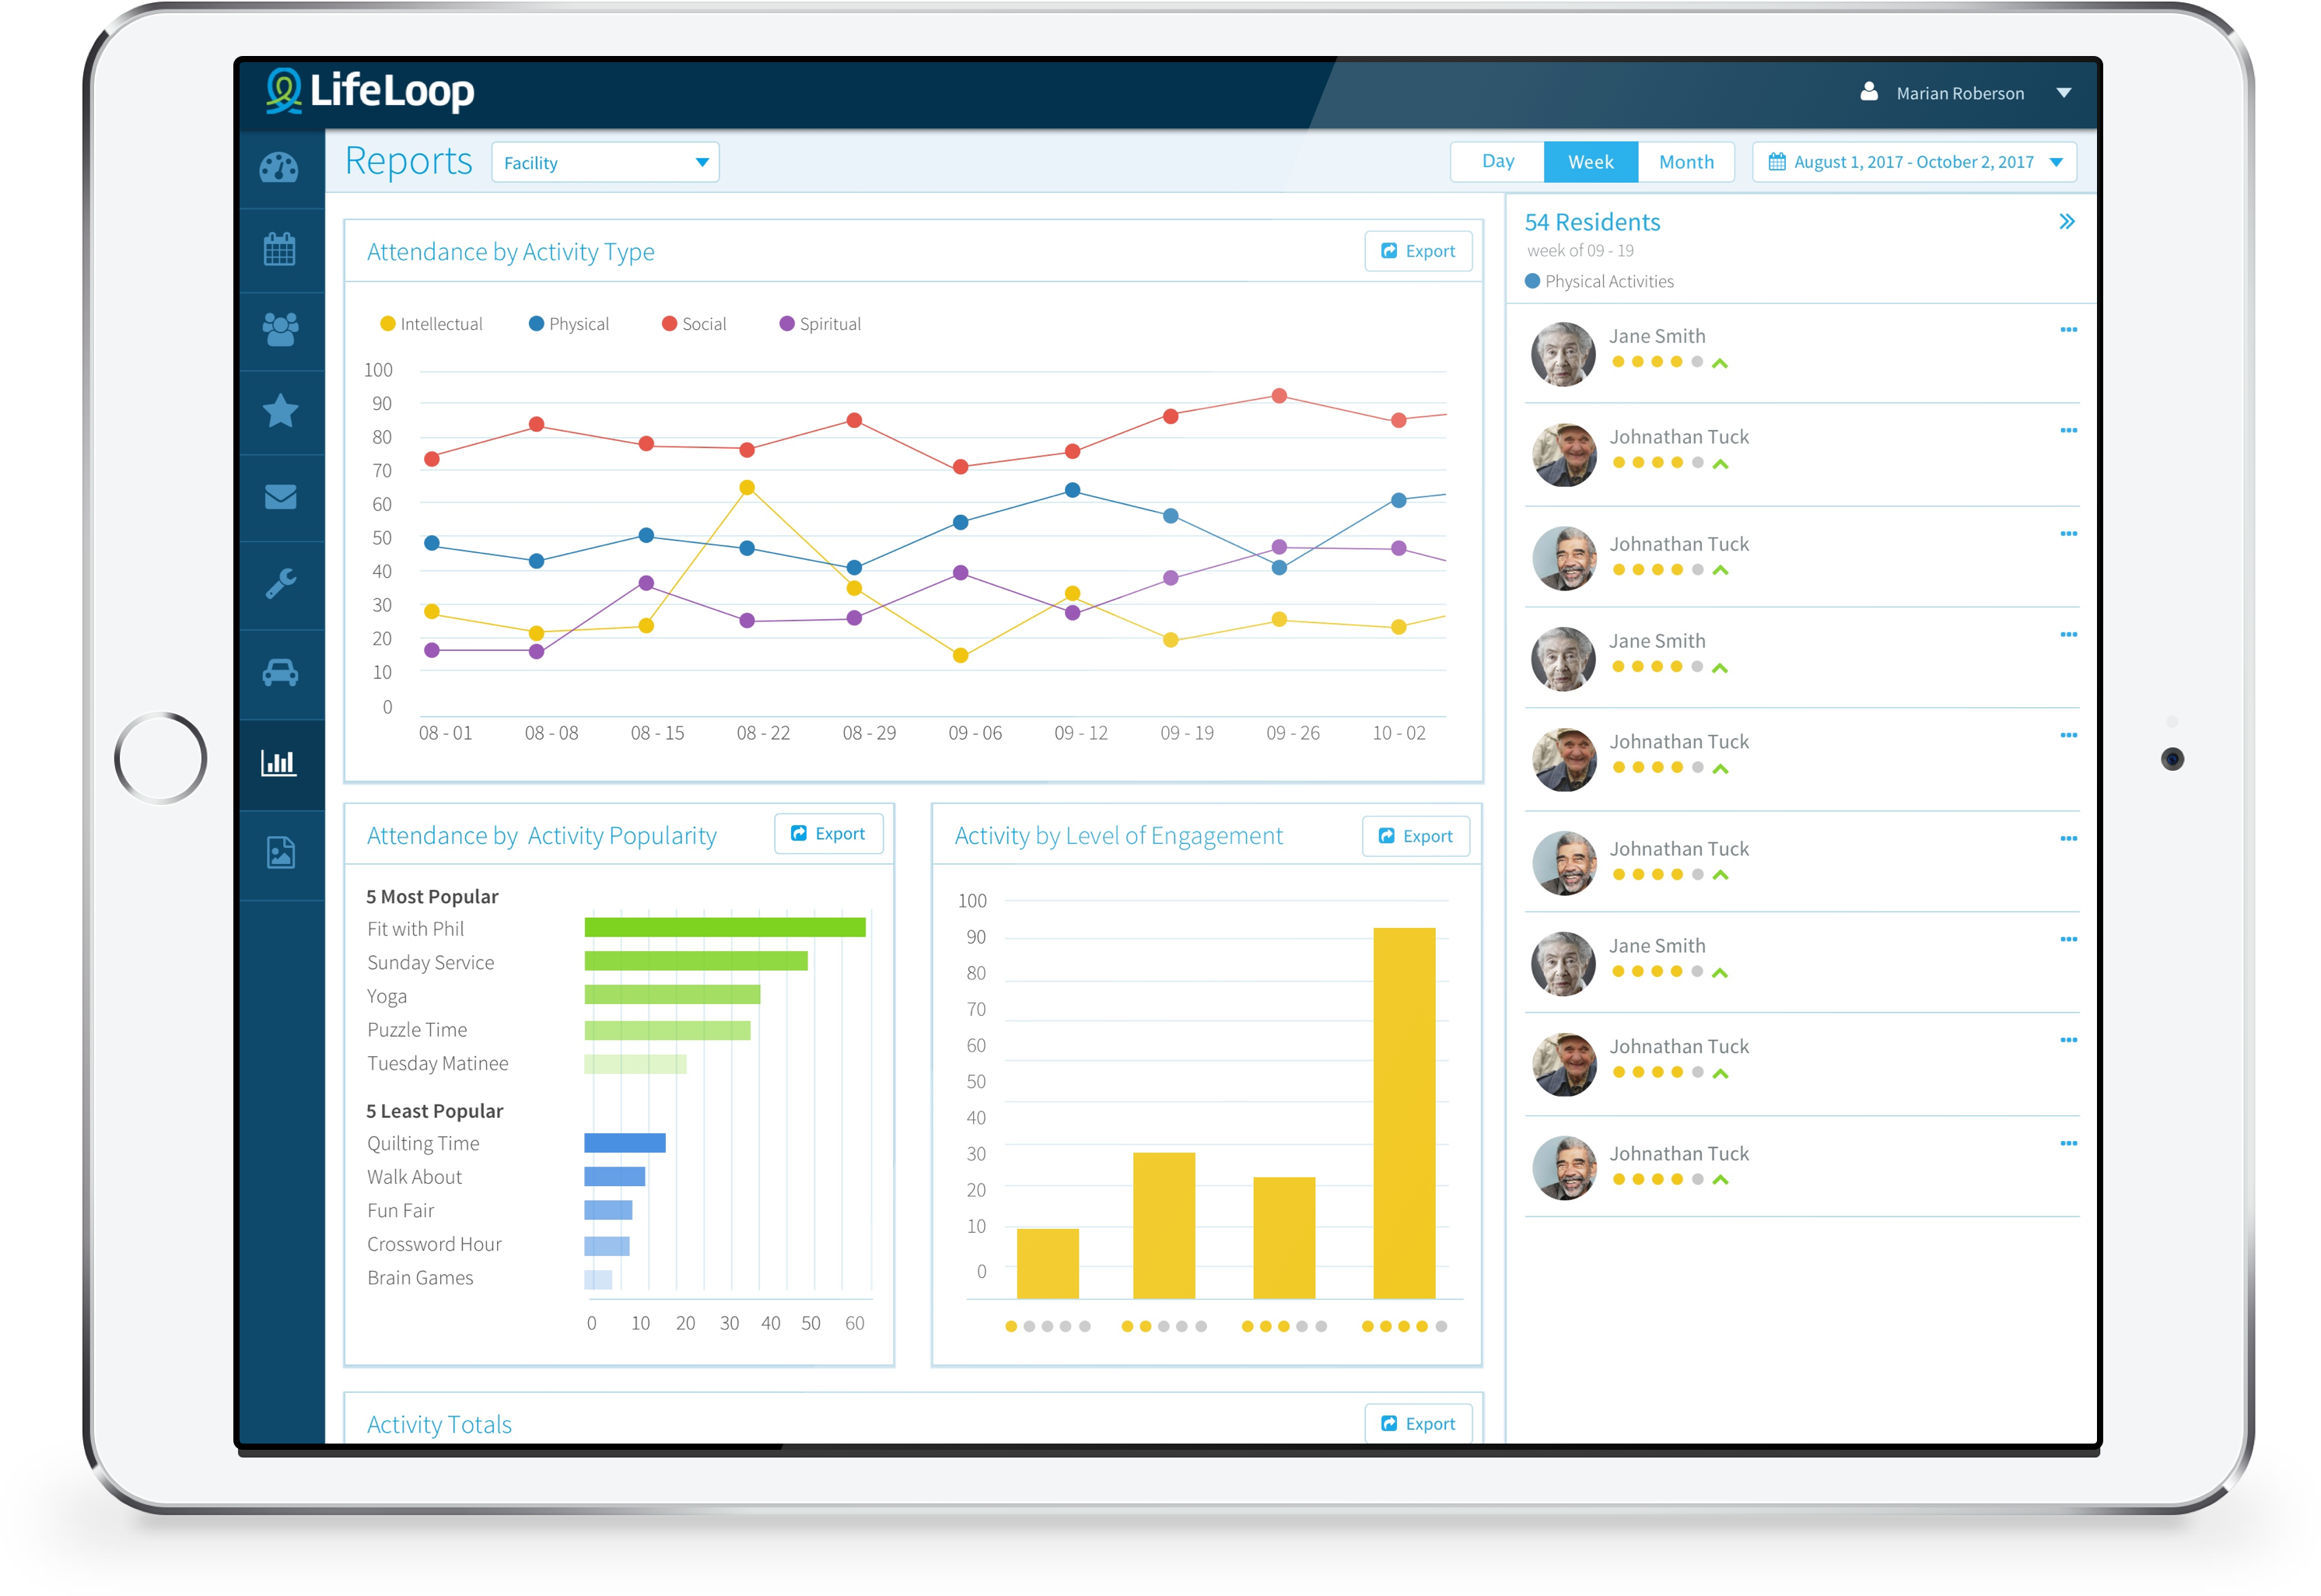 LifeLoop
Marian Roberson
Reports
Facility
Day
Week
Month
August 1, 2017 - October 2, 2017
Attendance by Activity Type
Export
Intellectual
Physical
Social
Spiritual
100
90
80
70
60
50
40
30
20
10
0
08 - 01
08 - 08
08 - 15
08 - 22
08 - 29
09 - 06
09 - 12
09 - 19
09 - 26
10 - 02
Attendance by Activity Popularity
Export
5 Most Popular
Fit with Phil
Sunday Service
Yoga
Puzzle Time
Tuesday Matinee
5 Least Popular
Quilting Time
Walk About
Fun Fair
Crossword Hour
Brain Games
0
10
20
30
40
50
60
Activity by Level of Engagement
Export
100
90
80
70
60
50
40
30
20
10
0
Activity Totals
Export
54 Residents
week of 09 - 19
Physical Activities
Jane Smith
Johnathan Tuck
Johnathan Tuck
Jane Smith
Johnathan Tuck
Johnathan Tuck
Jane Smith
Johnathan Tuck
Johnathan Tuck